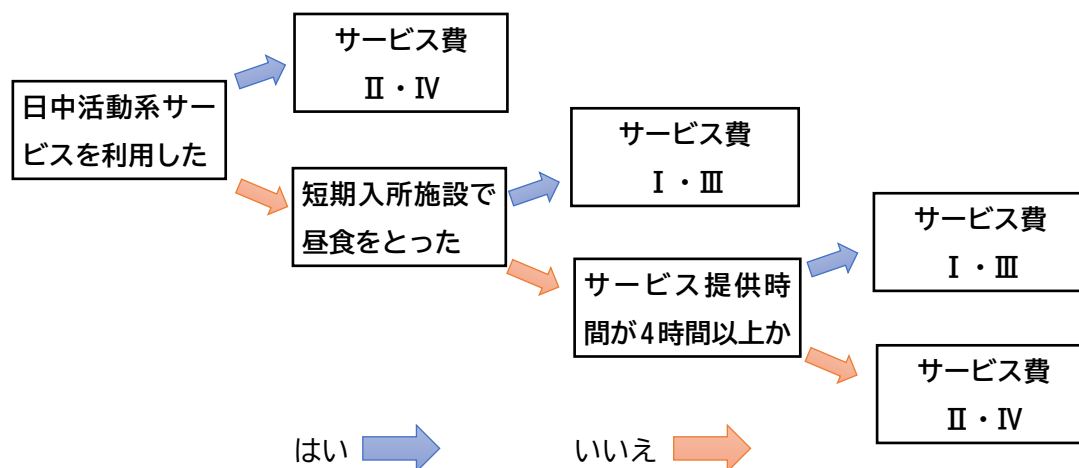 サービス費
Ⅱ・Ⅳ
日中活動系サー
ビスを利用した
サービス費
Ⅰ・Ⅲ
短期入所施設で
昼食をとった
サービス費
Ⅰ・Ⅲ
サービス提供時
間が4時間以上か
サービス費
Ⅱ・Ⅳ
はい
いいえ